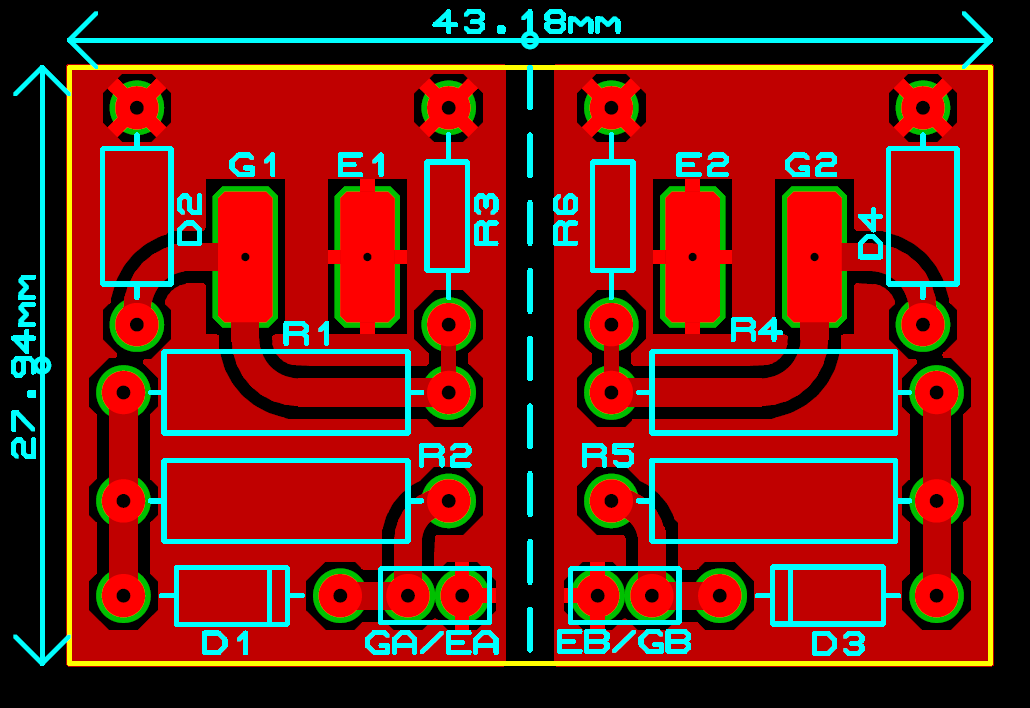 43.18mm
27.94mm
G1 E1 E2 G2
D2 R3 R6 D4
R1 R4
R2 R5
D1 GA/EA EB/GB D3